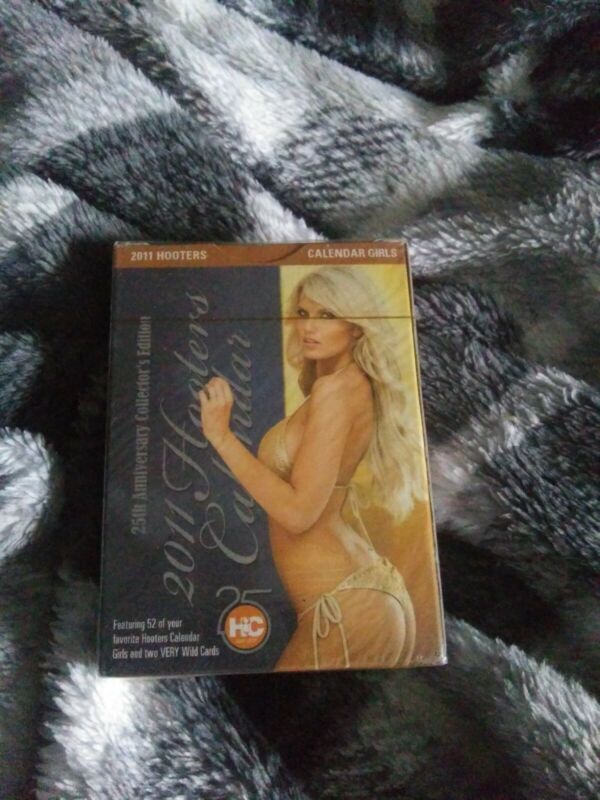 2011 HOOTERS
CALENDAR GIRLS
25th Anniversary Collector's Edition
2011 Hooters
Calendar
25
HC
Featuring 52 of your
favorite Hooters Calendar
Girls and two VERY Wild Cards